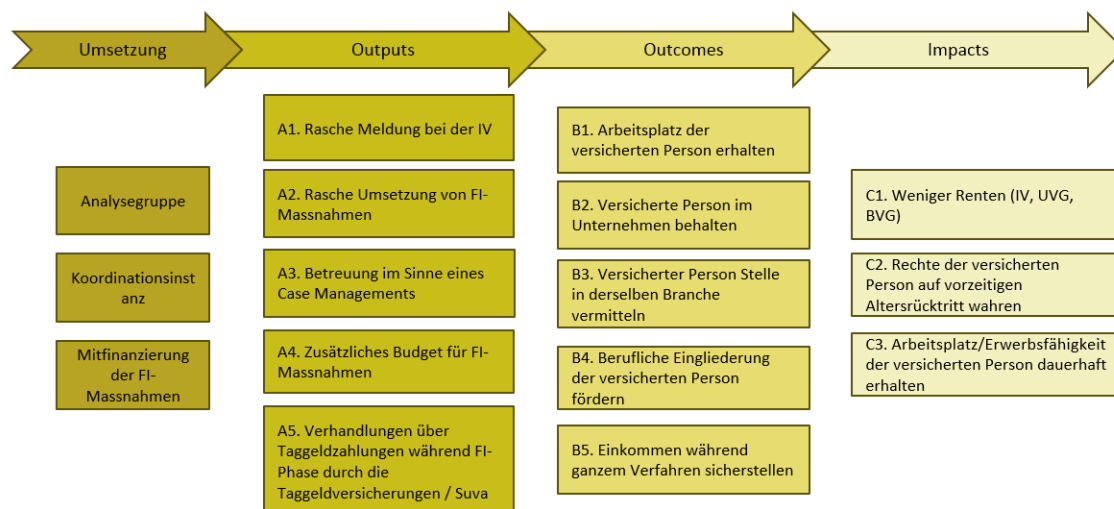 Umsetzung
Outputs
Outcomes
Impacts
Analysegruppe
Koordinationsinst
anz
Mitfinanzierung
der FI-
Massnahmen
A1. Rasche Meldung bei der IV
A2. Rasche Umsetzung von FI-
Massnahmen
A3. Betreuung im Sinne eines
Case Managements
A4. Zusätzliches Budget für FI-
Massnahmen
A5. Verhandlungen über
Taggeldzahlungen während FI-
Phase durch die
Taggeldversicherungen / Suva
B1. Arbeitsplatz der
versicherten Person erhalten
B2. Versicherte Person im
Unternehmen behalten
B3. Versicherter Person Stelle
in derselben Branche
vermitteln
B4. Berufliche Eingliederung
der versicherten Person
fördern
B5. Einkommen während
ganzem Verfahren sicherstellen
C1. Weniger Renten (IV, UVG,
BVG)
C2. Rechte der versicherten
Person auf vorzeitigen
Altersrücktritt wahren
C3. Arbeitsplatz/Erwerbsfähigkeit
der versicherten Person dauerhaft
erhalten